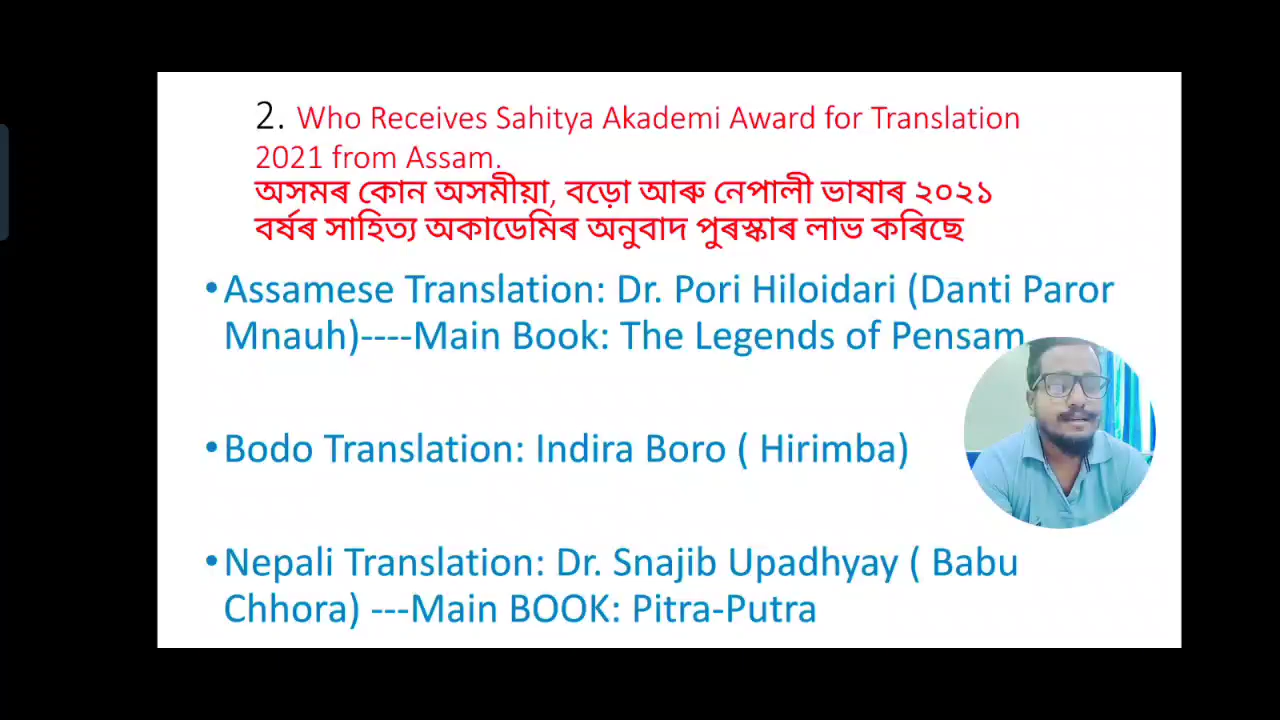 2. Who Receives Sahitya Akademi Award for Translation
2021 from Assam.
অসমৰ কোন অসমীয়া, বড়ো আৰু নেপালী ভাষাৰ ২০২১
বৰ্ষৰ সাহিত্য অকাডেমিৰ অনুবাদ পুৰস্কাৰ লাভ কৰিছে
•Assamese Translation: Dr. Pori Hiloidari (Danti Paror
Mnauh)----Main Book: The Legends of Pensam
•Bodo Translation: Indira Boro ( Hirimba)
•Nepali Translation: Dr. Snajib Upadhyay ( Babu
Chhora) ---Main BOOK: Pitra-Putra